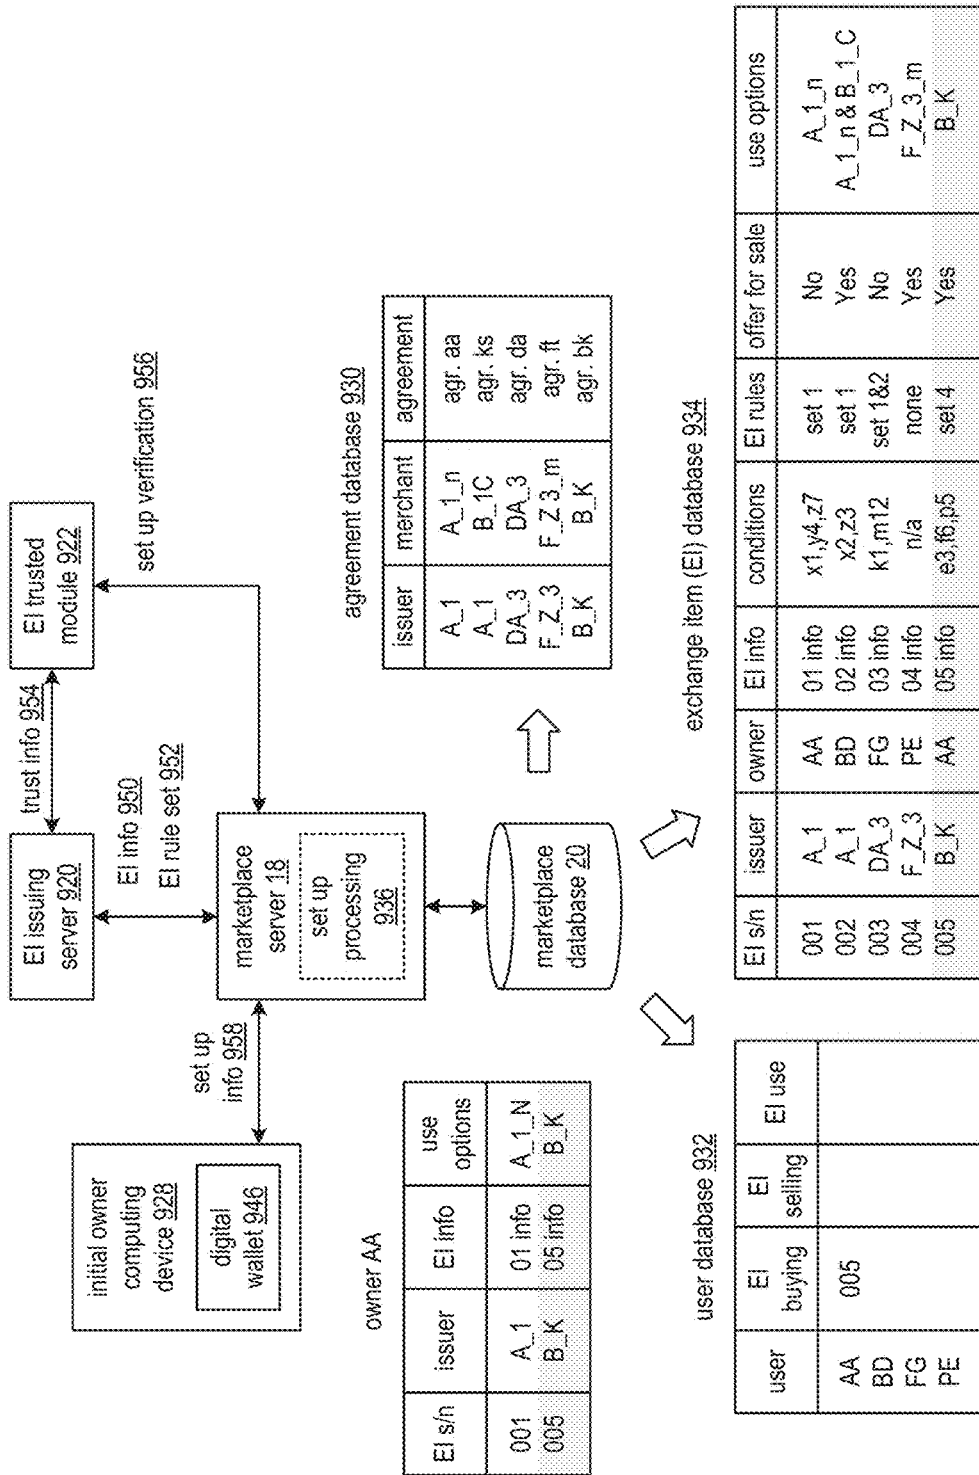 initial owner
computing
device 928
digital
wallet 946
set up
info 958
EI issuing
server 920
trust info 954
EI trusted
module 922
EI info 950
EI rule set 952
set up verification 956
marketplace
server 18
set up
processing
936
marketplace
database 20
owner AA
EI s/n issuer EI info use options
001 A_1 01 info A_1_N
005 B_K 05 info B_K
agreement database 930
issuer merchant agreement
A_1 A_1_n agr. aa
A_1 B_1C agr. ks
DA_3 DA_3 agr. da
F_Z_3 F_Z 3_m agr. ft
B_K B_K agr. bk
user database 932
user EI buying EI selling EI use
AA 005
BD
FG
PE
exchange item (EI) database 934
EI s/n issuer owner EI info conditions EI rules offer for sale use options
001 A_1 AA 01 info x1,y4,z7 set 1 No A_1_n
002 A_1 BD 02 info x2,z3 set 1 Yes A_1_n & B_1_C
003 DA_3 FG 03 info k1,m12 set 1&2 No DA_3
004 F_Z_3 PE 04 info n/a none Yes F_Z_3_m
005 B_K AA 05 info e3,f6,p5 set 4 Yes B_K